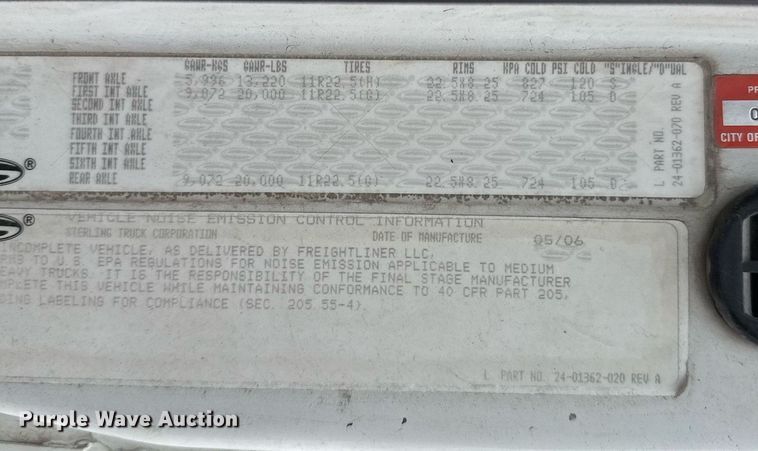 GAWR-KGS GAWR-LBS TIRES RIMS KPA COLD PSI COLD "S"INGLE/"D"UAL
FRONT AXLE 5,996 13,220 11R22.5(H) 22.5X8.25 827 120 S
FIRST INT AXLE 9,072 20,000 11R22.5(G) 22.5X8.25 724 105 D
SECOND INT AXLE
THIRD INT AXLE
FOURTH INT AXLE
FIFTH INT AXLE
SIXTH INT AXLE
REAR AXLE 9,072 20,000 11R22.5(G) 22.5X8.25 724 105 D
L PART NO.
24-01362-070 REV A
PR
0
CITY OF
®
®
VEHICLE NOISE EMISSION CONTROL INFORMATION
STERLING TRUCK CORPORATION DATE OF MANUFACTURE 05/06
INCOMPLETE VEHICLE, AS DELIVERED BY FREIGHTLINER LLC,
RMS TO U.S. EPA REGULATIONS FOR NOISE EMISSION APPLICABLE TO MEDIUM
EAVY TRUCKS. IT IS THE RESPONSIBILITY OF THE FINAL STAGE MANUFACTURER
MPLETE THIS VEHICLE WHILE MAINTAINING CONFORMANCE TO 40 CFR PART 205,
DING LABELING FOR COMPLIANCE (SEC. 205.55-4).
L PART NO. 24-01362-020 REV A
Purple Wave Auction